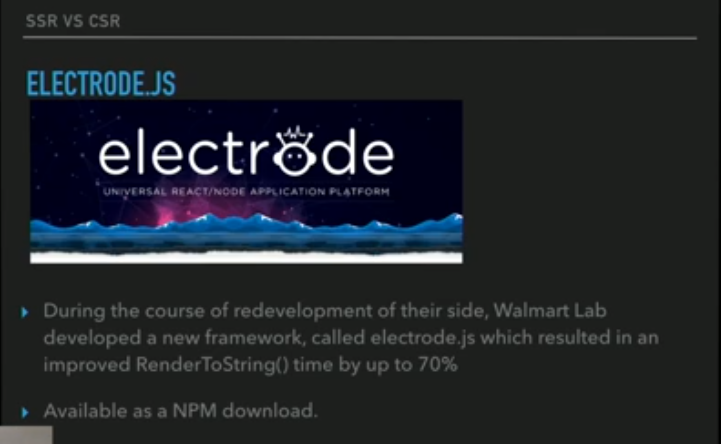 SSR VS CSR
ELECTRODE.JS
electrode
UNIVERSAL REACT/NODE APPLICATION PLATFORM
During the course of redevelopment of their side, Walmart Lab
developed a new framework, called electrode.js which resulted in an
improved RenderToString() time by up to 70%
Available as a NPM download.